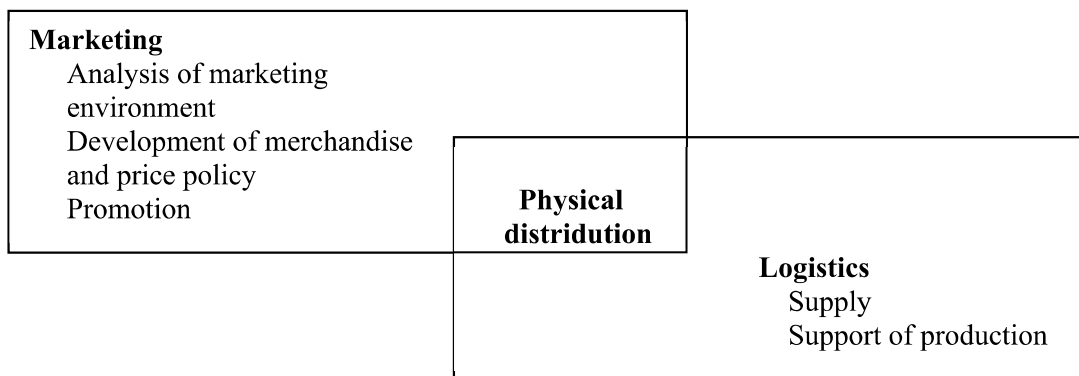 Marketing
Analysis of marketing
environment
Development of merchandise
and price policy
Promotion
Physical
distridution
Logistics
Supply
Support of production